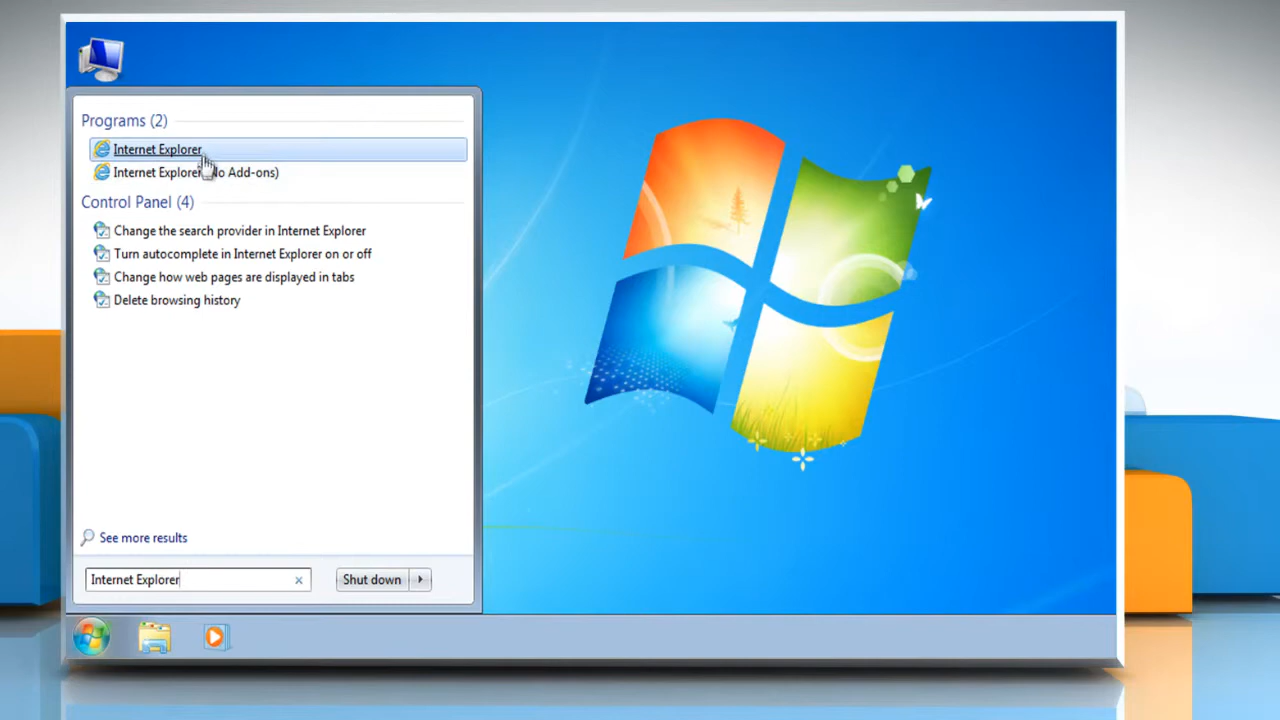 Programs (2)
Internet Explorer
Internet Explorer o Add-ons)
Control Panel (4)
Change the search provider in Internet Explorer
Turn autocomplete in Internet Explorer on or off
Change how web pages are displayed in tabs
Delete browsing history
See more results
Internet Explorer
Shut down